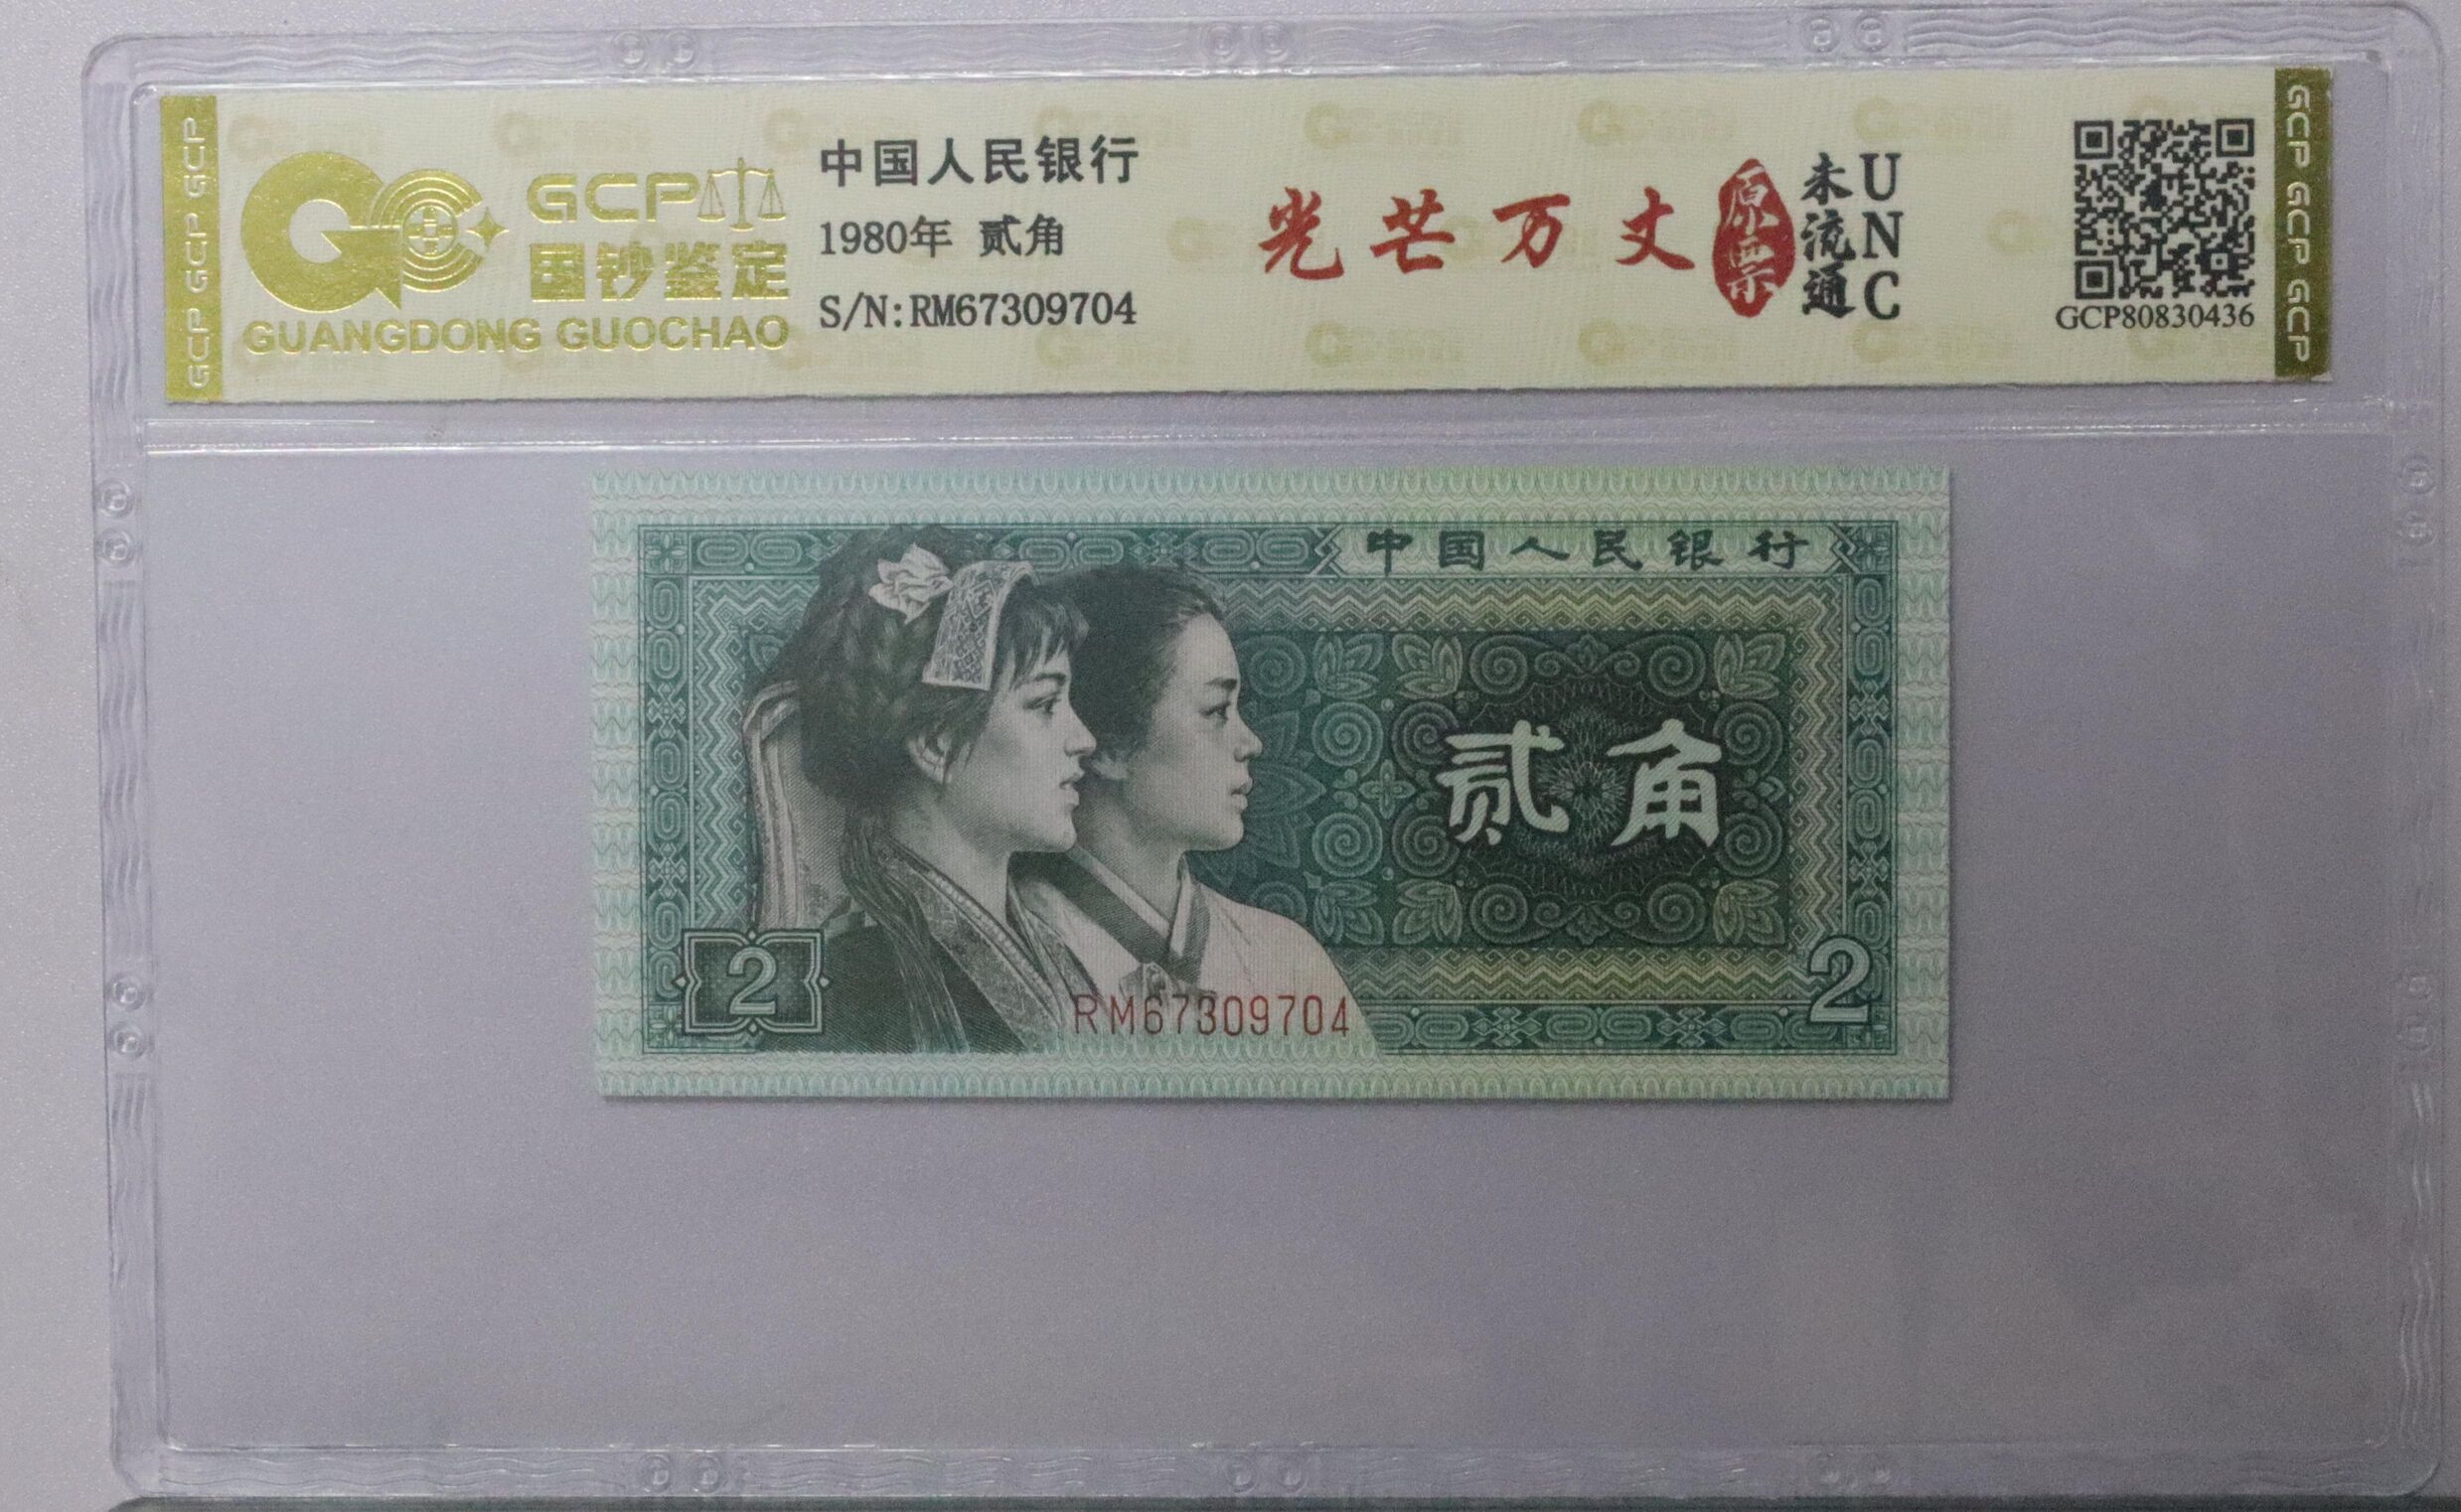 GCP GCP GCP
GCP
国钞鉴定
GUANGDONG GUOCHAO
中国人民银行
1980年 贰角
S/N:RM67309704
光芒万丈
原票
未流通
UNC
GCP80830436
GCP GCP GCP
中国人民银行
贰角
2
RM67309704
2